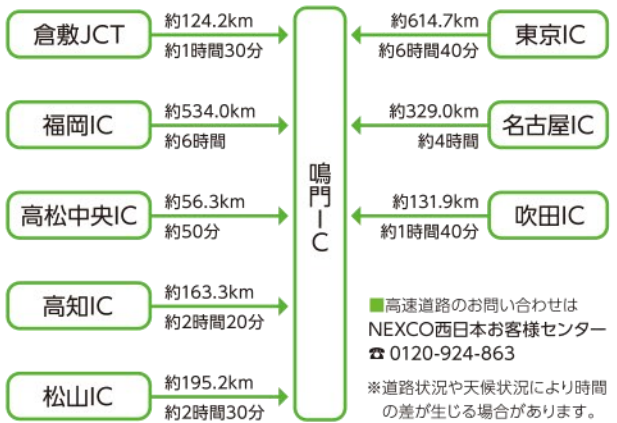 倉敷JCT
約124.2km
約1時間30分
福岡IC
約534.0km
約6時間
高松中央IC
約56.3km
約50分
高知IC
約163.3km
約2時間20分
松山IC
約195.2km
約2時間30分
鳴門IC
東京IC
約614.7km
約6時間40分
名古屋IC
約329.0km
約4時間
吹田IC
約131.9km
約1時間40分
■高速道路のお問い合わせは
NEXCO西日本お客様センター
☎ 0120-924-863
※道路状況や天候状況により時間
の差が生じる場合があります。